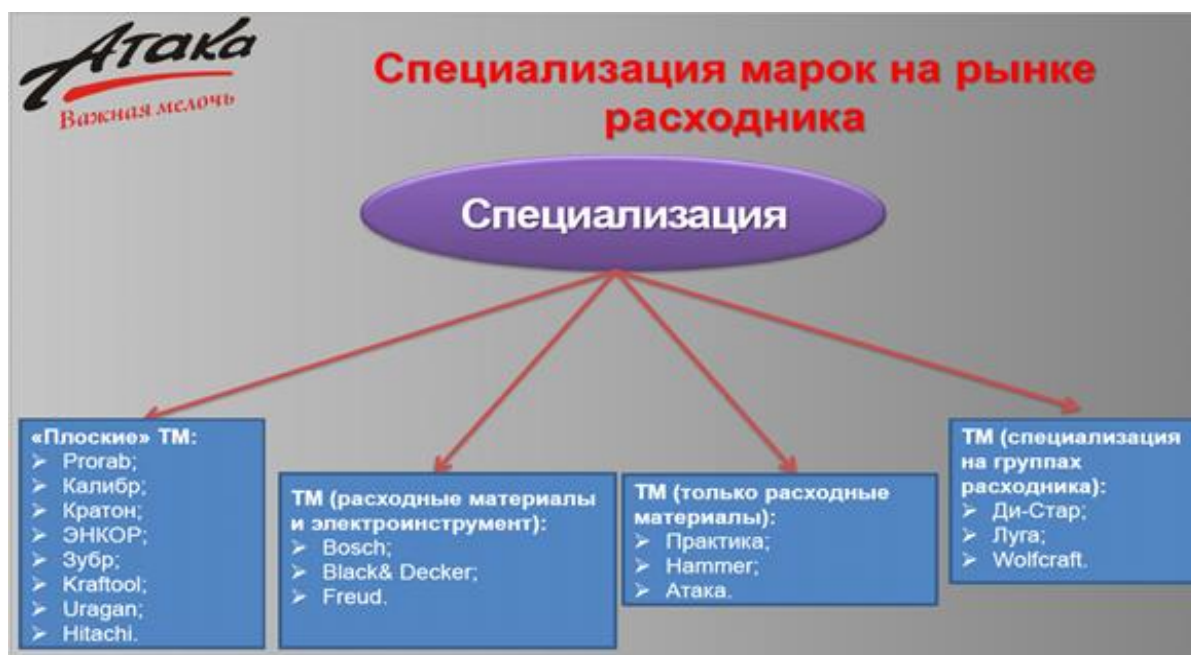 Атака
Важная мелочь
Специализация марок на рынке
расходника
Специализация
«Плоские» ТМ:
Prorab;
Калибр;
Кратон;
ЭНКОР;
Зубр;
Kraftool;
Uragan;
Hitachi.
ТМ (расходные материалы
и электроинструмент):
Bosch;
Black& Decker;
Freud.
ТМ (только расходные
материалы):
Практика;
Hammer;
Атака.
ТМ (специализация
на группах
расходника):
Ди-Стар;
Луга;
Wolfcraft.